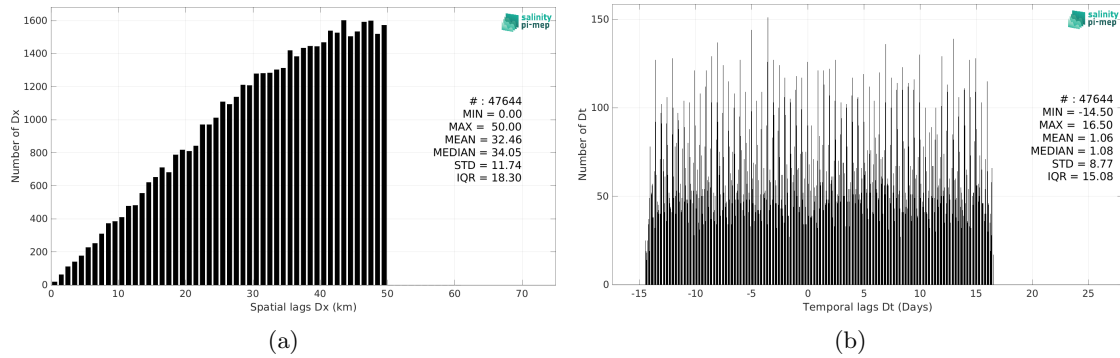 1600
1400
1200
1000
800
600
400
200
0
Number of Dx
0 10 20 30 40 50 60 70
Spatial lags Dx (km)
salinity
pi-mep
# : 47644
MIN = 0.00
MAX = 50.00
MEAN = 32.46
MEDIAN = 34.05
STD = 11.74
IQR = 18.30
(a)
150
100
50
0
Number of Dt
-15 -10 -5 0 5 10 15 20 25
Temporal lags Dt (Days)
salinity
pi-mep
# : 47644
MIN = -14.50
MAX = 16.50
MEAN = 1.06
MEDIAN = 1.08
STD = 8.77
IQR = 15.08
(b)